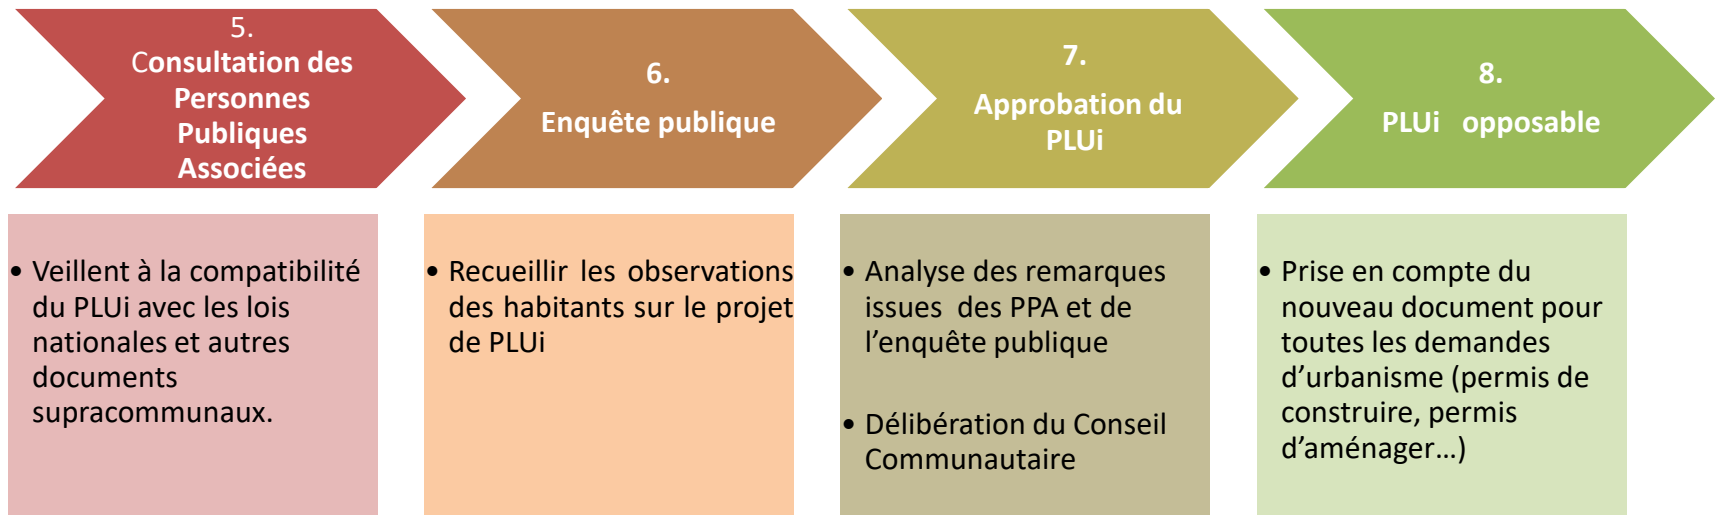 5.
Consultation des
Personnes
Publiques
Associées
6.
Enquête publique
7.
Approbation du
PLUi
8.
PLUi opposable
• Veillent à la compatibilité
du PLUi avec les lois
nationales et autres
documents
supracommunaux.
• Recueillir les observations
des habitants sur le projet
de PLUi
• Analyse des remarques
issues des PPA et de
l’enquête publique
• Délibération du Conseil
Communautaire
• Prise en compte du
nouveau document pour
toutes les demandes
d’urbanisme (permis de
construire, permis
d’aménager…)